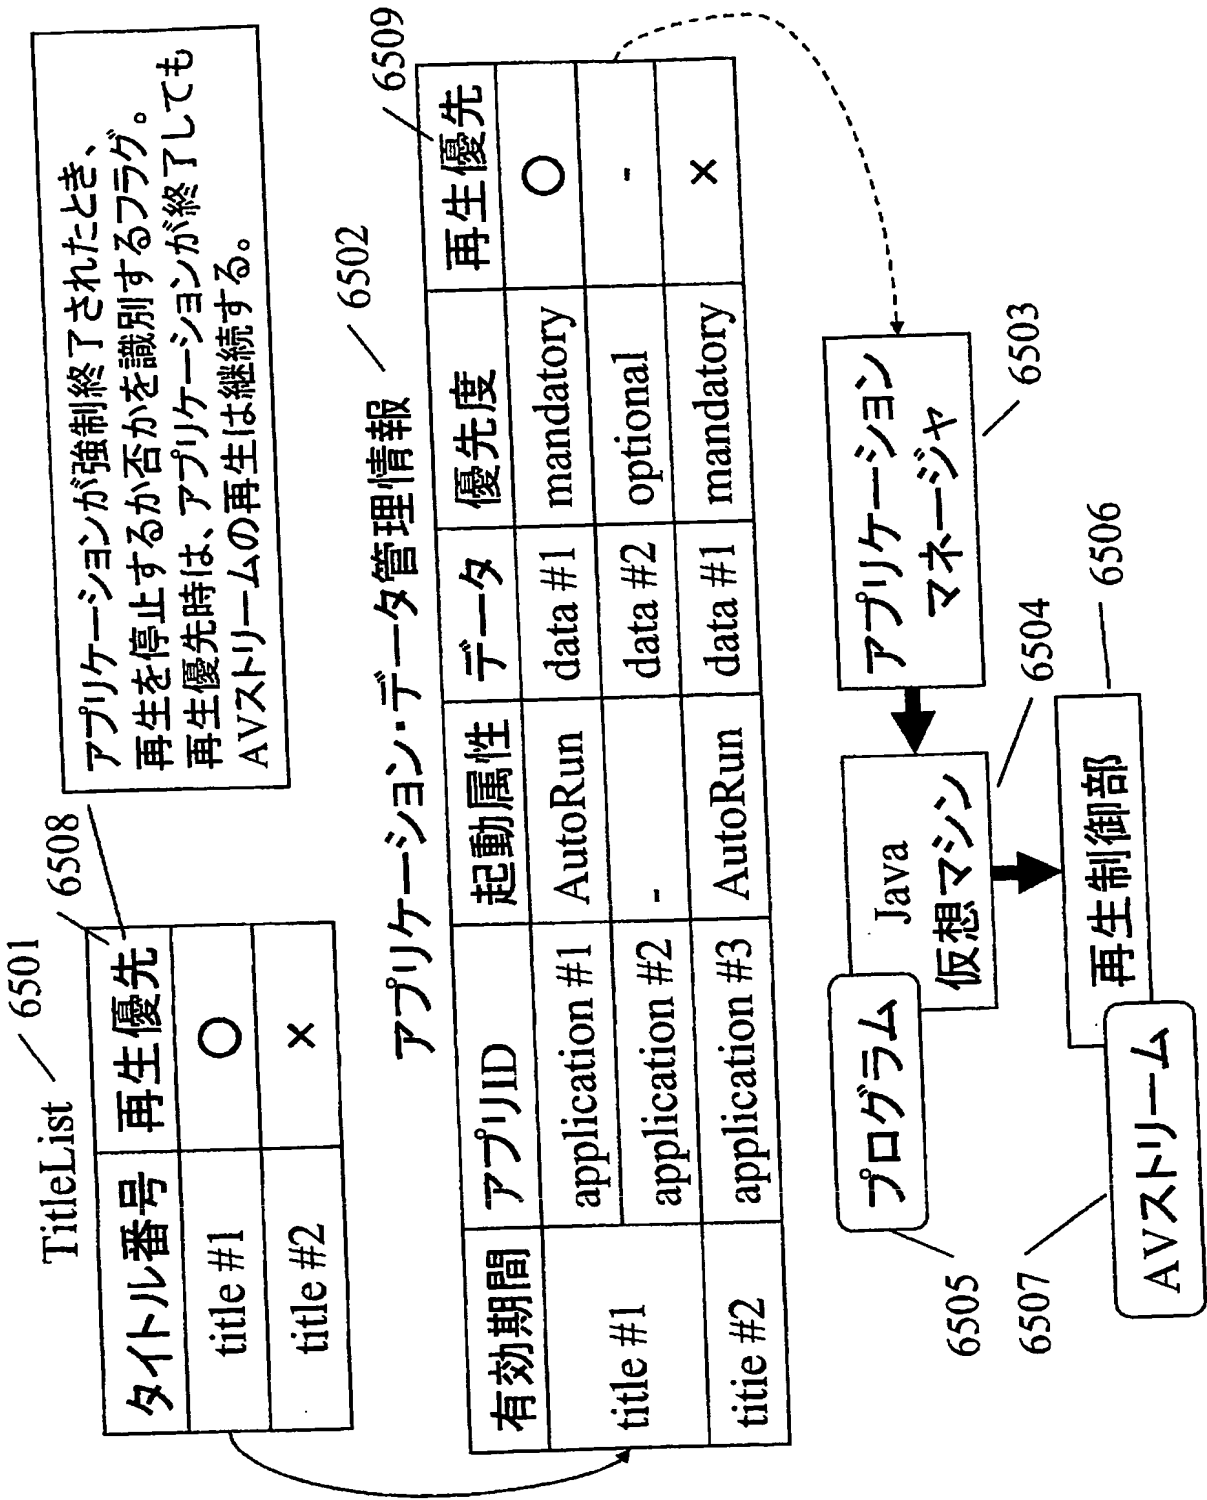 TitleList
6501
タイトル番号 再生優先
title #1 ○
title #2 ×
6508
アプリケーションが強制終了されたとき、
再生を停止するか否かを識別するフラグ。
再生優先時は、アプリケーションが終了しても
AVストリームの再生は継続する。
アプリケーション・データ管理情報
6502
6509
有効期間 アプリID 起動属性 データ 優先度 再生優先
title #1 application #1 AutoRun data #1 mandatory ○
application #2 - data #2 optional -
titie #2 application #3 AutoRun data #1 mandatory ×
アプリケーション
マネージャ
6503
Java
仮想マシン
6504
プログラム
6505
再生制御部
6506
AVストリーム
6507